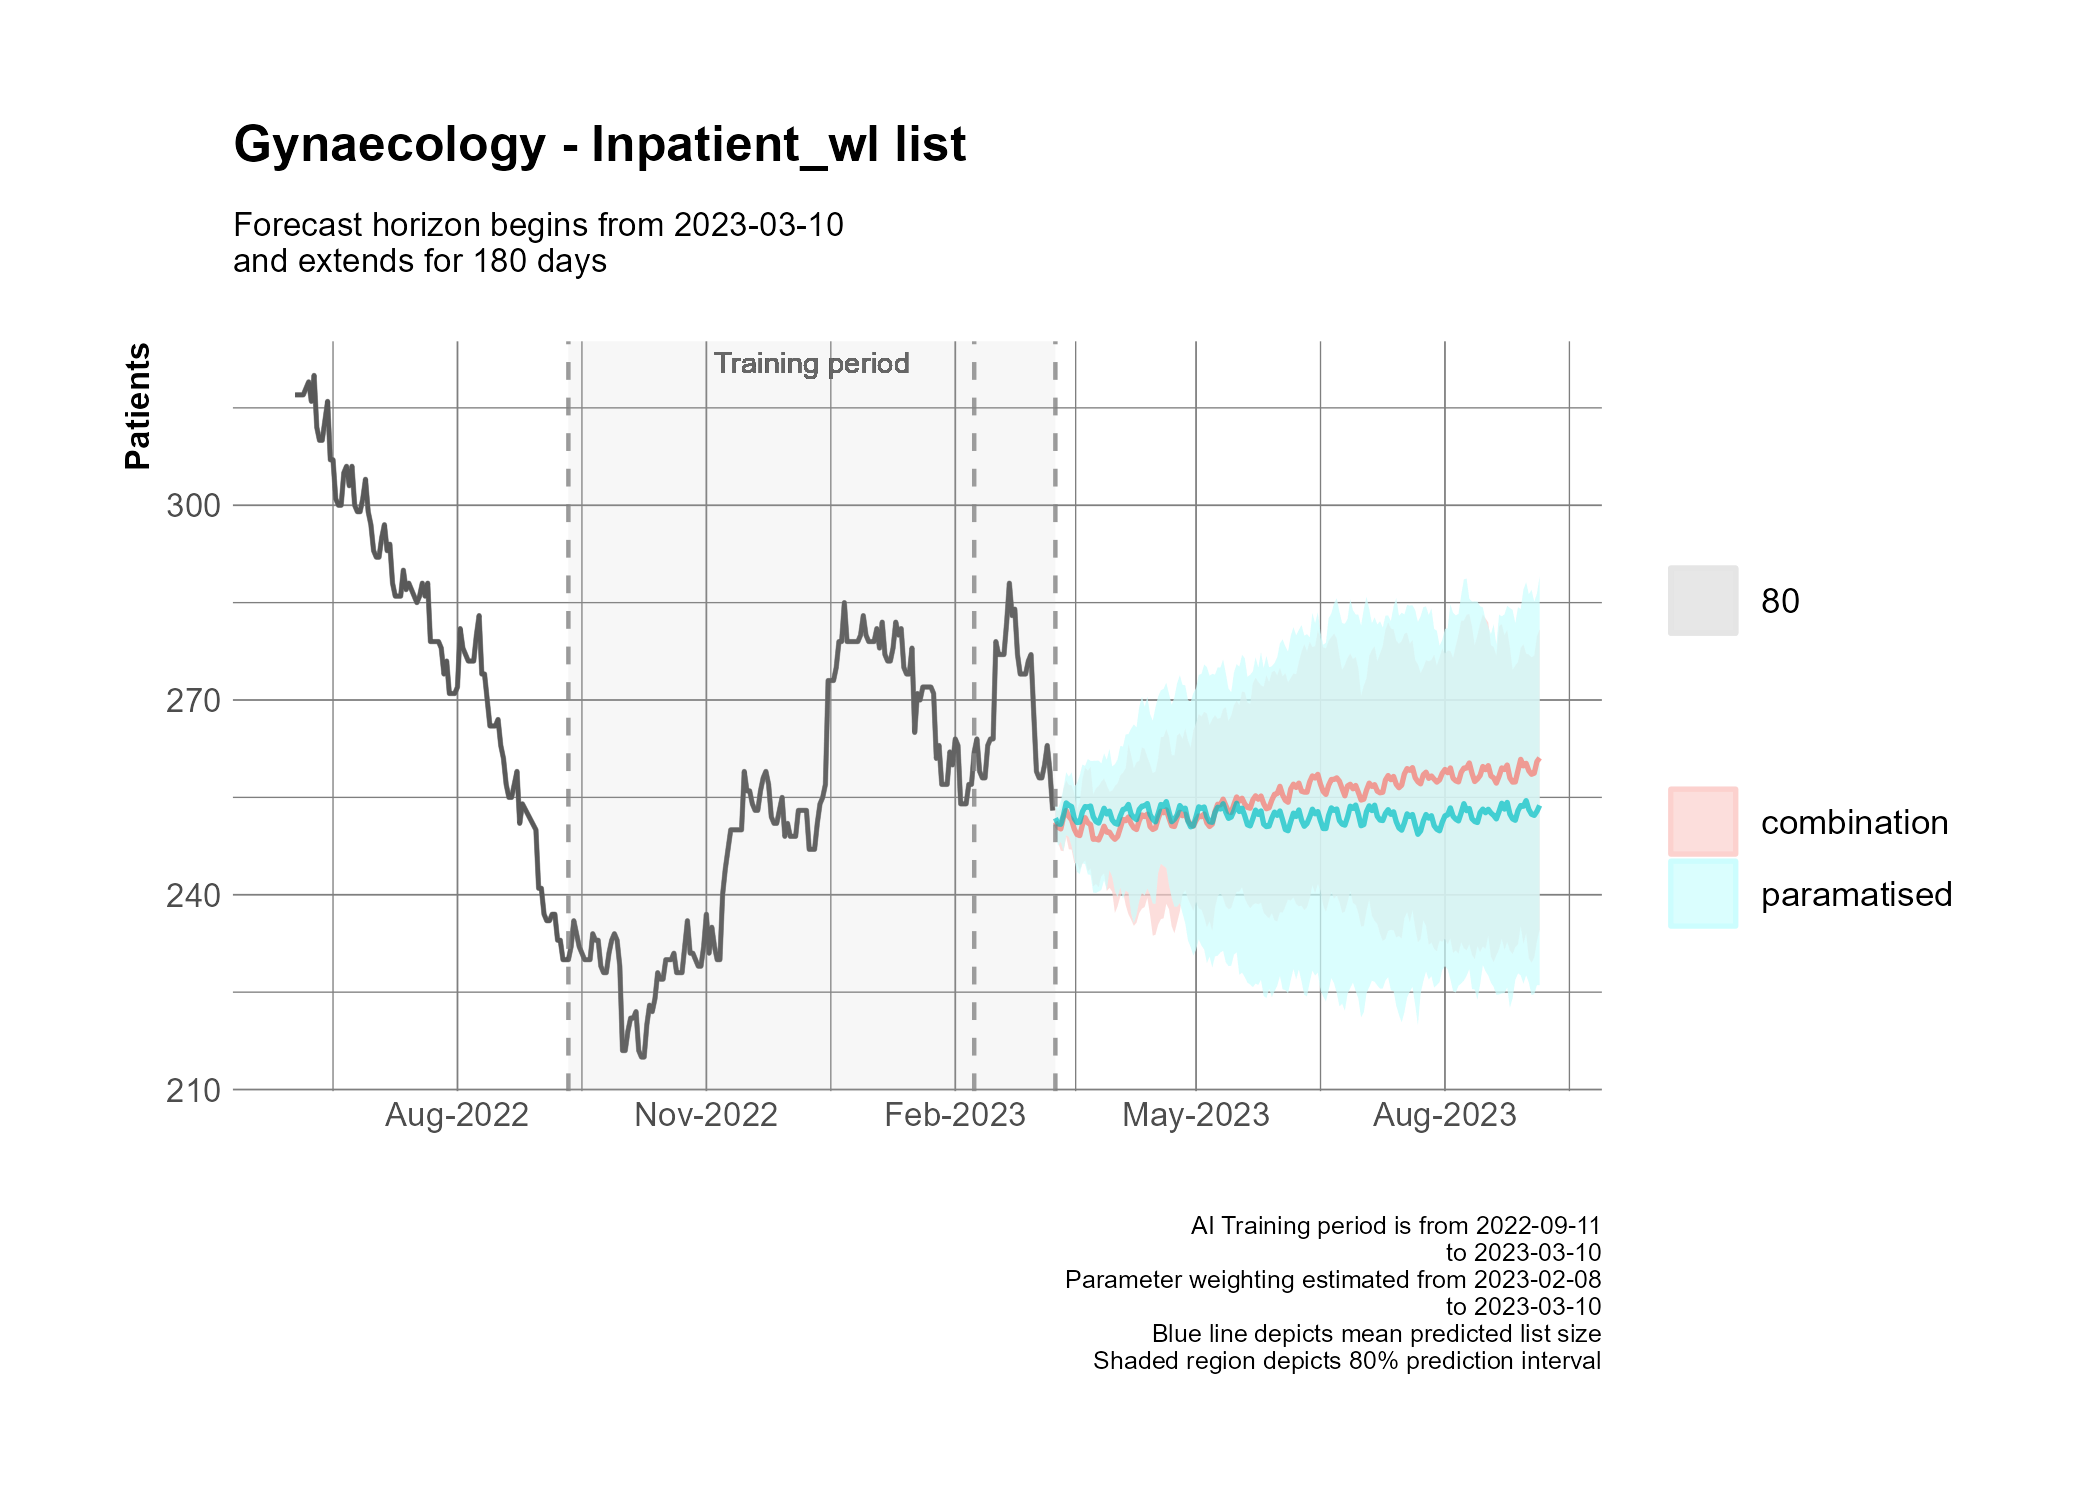 Gynaecology - Inpatient_wl list
Forecast horizon begins from 2023-03-10
and extends for 180 days
Patients
Training period
300
270
240
210
Aug-2022
Nov-2022
Feb-2023
May-2023
Aug-2023
80
combination
paramatised
AI Training period is from 2022-09-11
to 2023-03-10
Parameter weighting estimated from 2023-02-08
to 2023-03-10
Blue line depicts mean predicted list size
Shaded region depicts 80% prediction interval